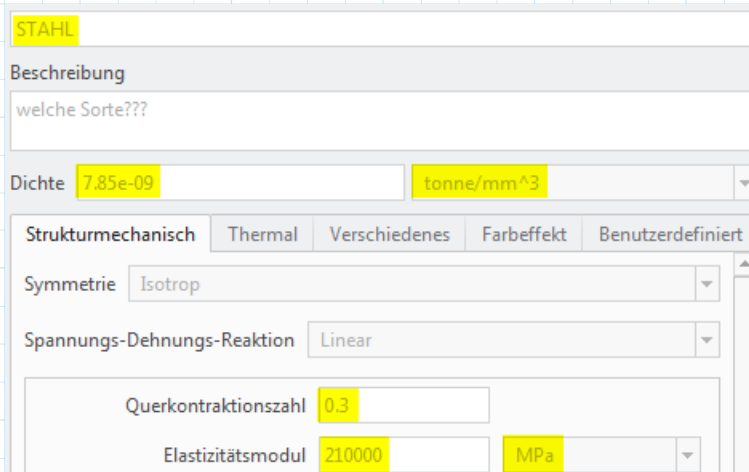 STAHL
Beschreibung
welche Sorte???
Dichte 7.85e-09 tonne/mm^3
Strukturmechanisch Thermal Verschiedenes Farbeffekt Benutzerdefiniert
Symmetrie Isotrop
Spannungs-Dehnungs-Reaktion Linear
Querkontraktionszahl 0.3
Elastizitätsmodul 210000 MPa